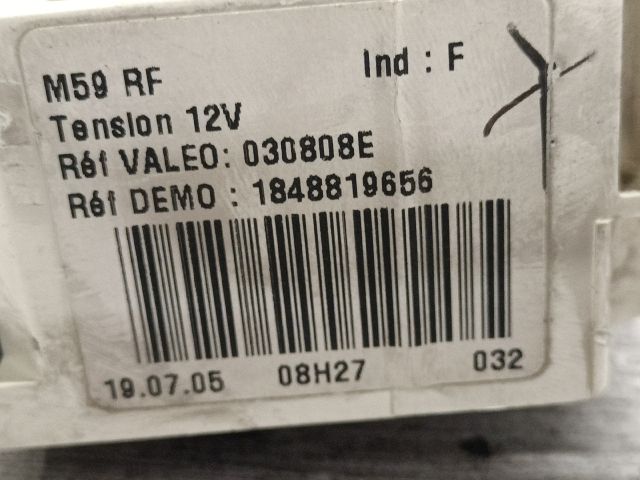 M59 RF
Ind : F
Tension 12V
Réf VALEO: 030808E
Réf DEMO : 1848819656
19.07.05 08H27 032